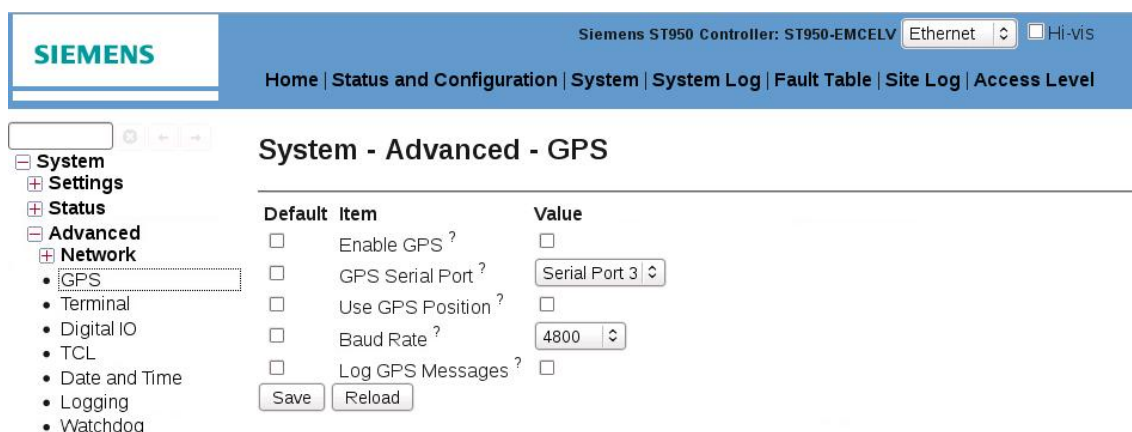 SIEMENS
Siemens ST950 Controller: ST950-EMCELV Ethernet Hi-vis
Home | Status and Configuration | System | System Log | Fault Table | Site Log | Access Level
System
Settings
Status
Advanced
Network
GPS
Terminal
Digital IO
TCL
Date and Time
Logging
Watchdog
System - Advanced - GPS
Default Item Value
Enable GPS ?
GPS Serial Port ? Serial Port 3
Use GPS Position ?
Baud Rate ? 4800
Log GPS Messages ?
Save Reload